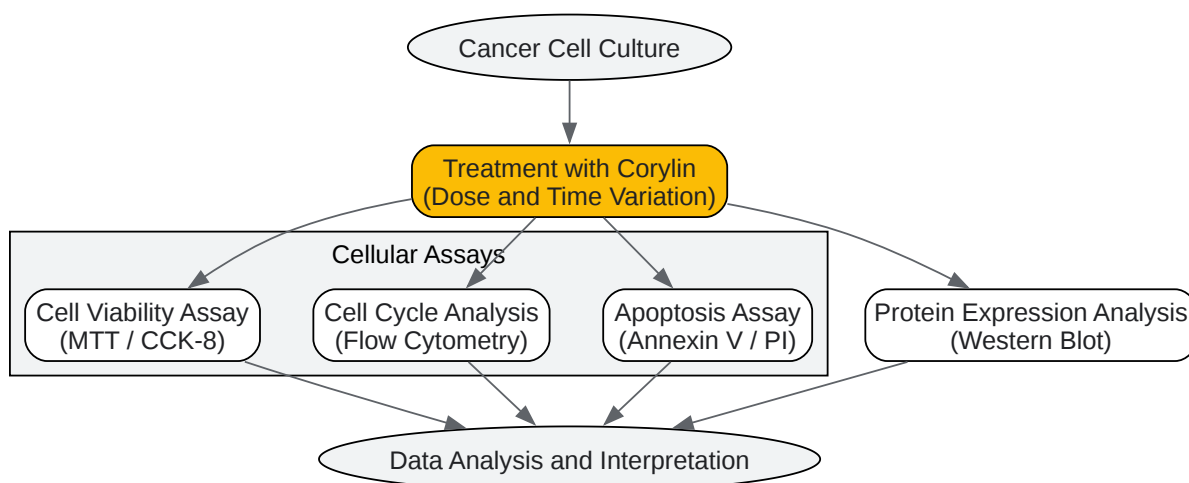 Cancer Cell Culture
Treatment with Corylin
(Dose and Time Variation)
Cellular Assays
Cell Viability Assay
(MTT / CCK-8)
Cell Cycle Analysis
(Flow Cytometry)
Apoptosis Assay
(Annexin V / PI)
Protein Expression Analysis
(Western Blot)
Data Analysis and Interpretation